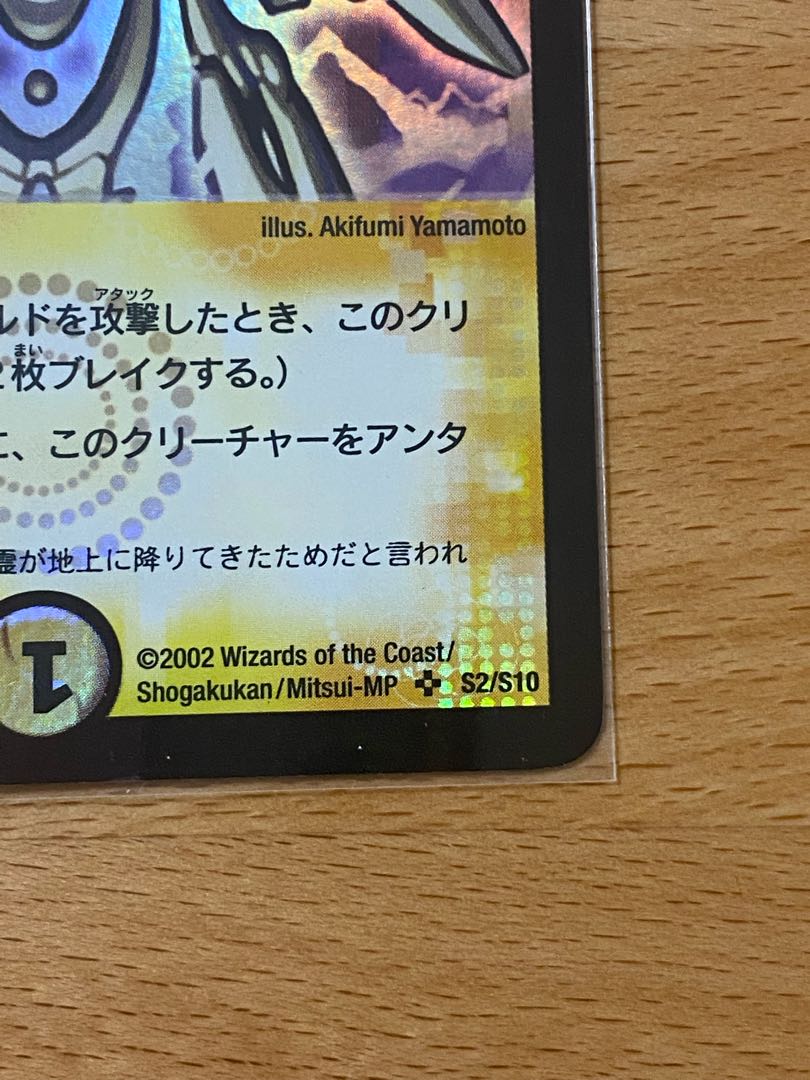 illus. Akifumi Yamamoto
アタック
ルドを攻撃したとき、このクリ
まい
2枚ブレイクする。)
に、このクリーチャーをアンタ
霊が地上に降りてきたためだと言われ
1
©2002 Wizards of the Coast/
Shogakukan/Mitsui-MP S2/S10